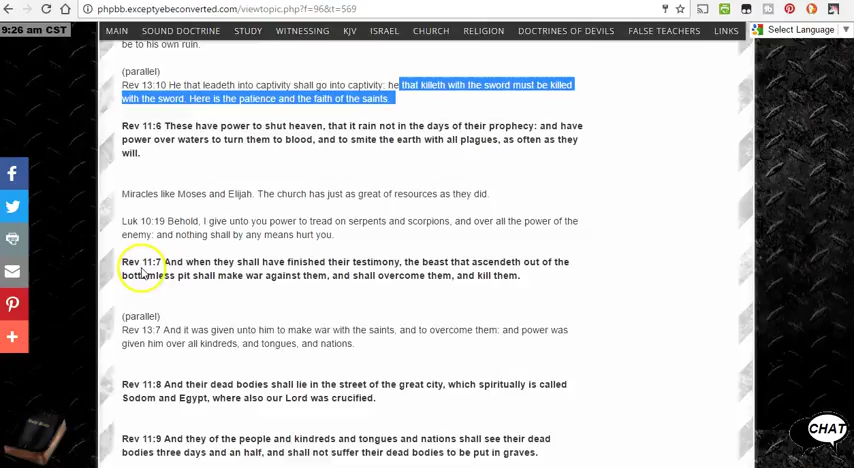 phpbb.exceptyebeconverted.com/viewtopic.php?f=96&t=569
9:26 am CST
MAIN SOUND DOCTRINE STUDY WITNESSING KJV ISRAEL CHURCH RELIGION DOCTRINES OF DEVILS FALSE TEACHERS LINKS
Select Language
be to his own ruin.
(parallel)
Rev 13:10 He that leadeth into captivity shall go into captivity: he that killeth with the sword must be killed
with the sword. Here is the patience and the faith of the saints.
Rev 11:6 These have power to shut heaven, that it rain not in the days of their prophecy: and have
power over waters to turn them to blood, and to smite the earth with all plagues, as often as they
will.
Miracles like Moses and Elijah. The church has just as great of resources as they did.
Luk 10:19 Behold, I give unto you power to tread on serpents and scorpions, and over all the power of the
enemy: and nothing shall by any means hurt you.
Rev 11:7 And when they shall have finished their testimony, the beast that ascendeth out of the
bottomless pit shall make war against them, and shall overcome them, and kill them.
(parallel)
Rev 13:7 And it was given unto him to make war with the saints, and to overcome them: and power was
given him over all kindreds, and tongues, and nations.
Rev 11:8 And their dead bodies shall lie in the street of the great city, which spiritually is called
Sodom and Egypt, where also our Lord was crucified.
Rev 11:9 And they of the people and kindreds and tongues and nations shall see their dead
bodies three days and an half, and shall not suffer their dead bodies to be put in graves.
CHAT